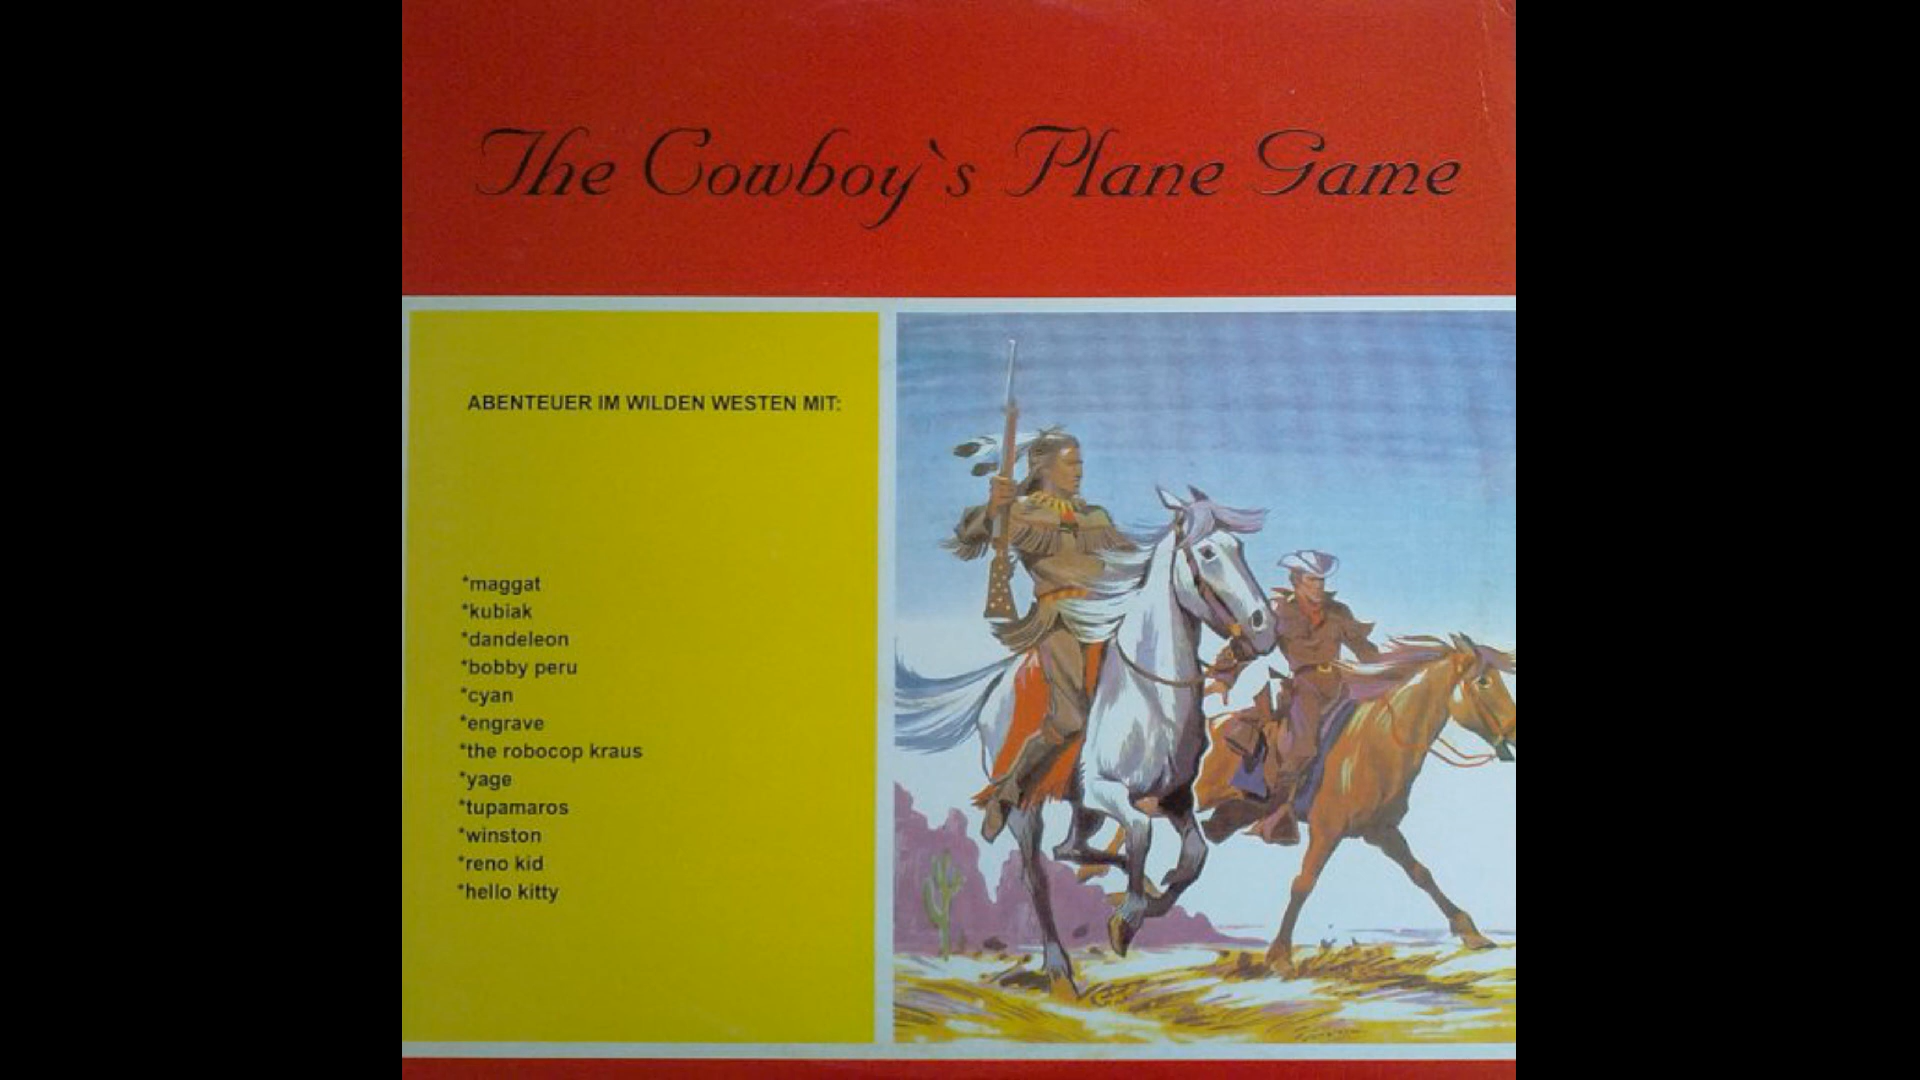 The Cowboy`s Plane Game
ABENTEUER IM WILDEN WESTEN MIT:
*maggat
*kubiak
*dandeleon
*bobby peru
*cyan
*engrave
*the robocop kraus
*yage
*tupamaros
*winston
*reno kid
*hello kitty